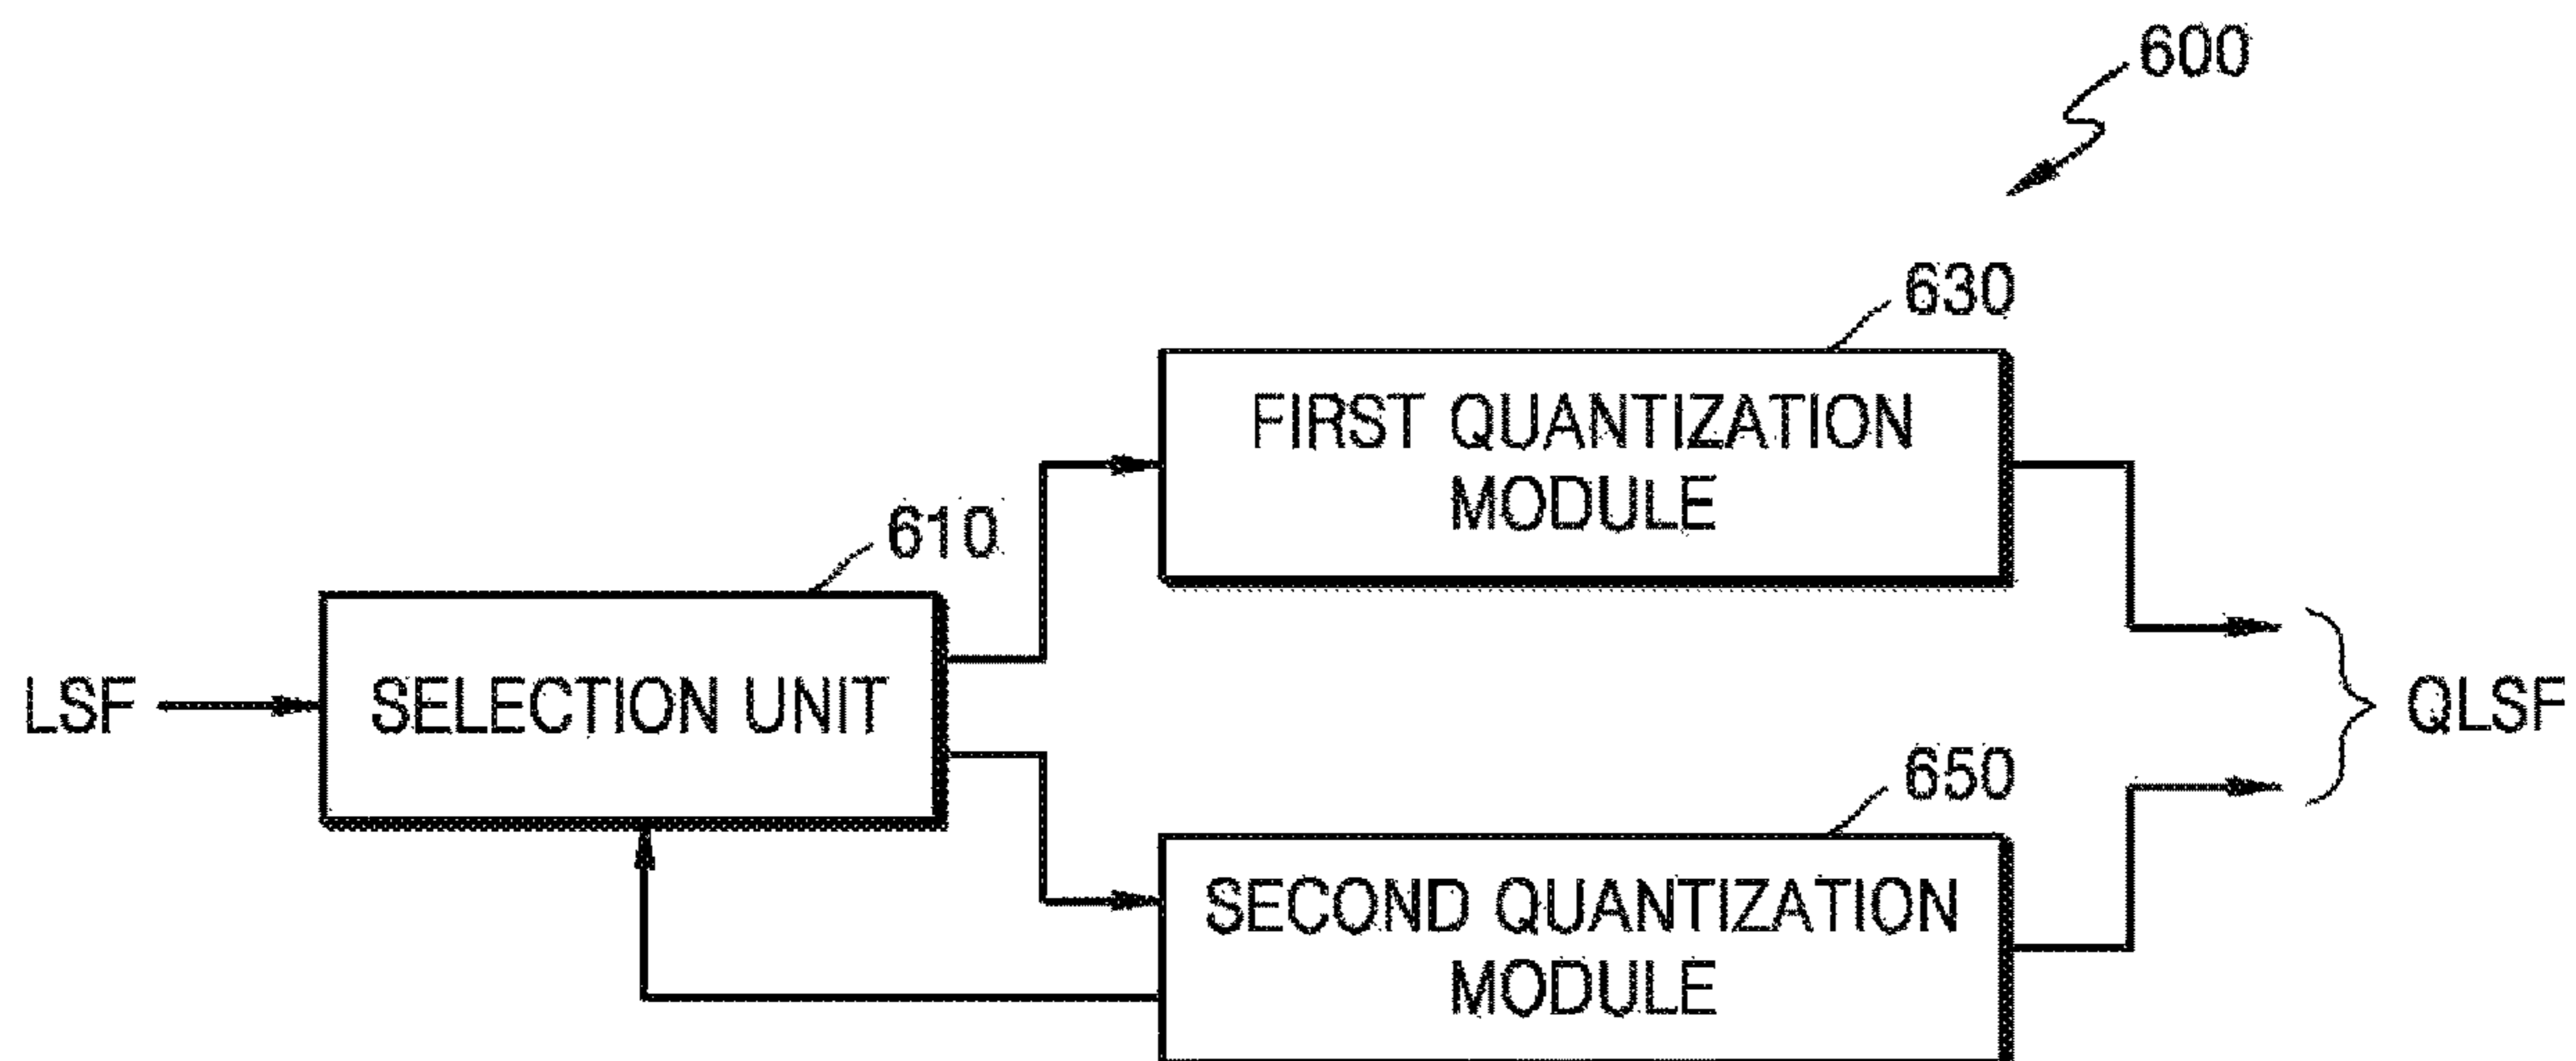 600
630
FIRST QUANTIZATION
MODULE
610
LSF
SELECTION UNIT
QLSF
650
SECOND QUANTIZATION
MODULE